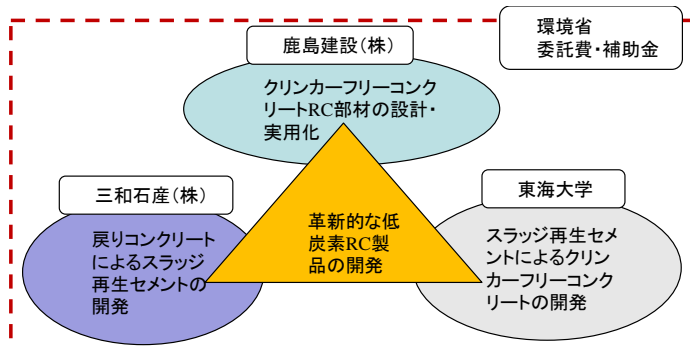 環境省
委託費・補助金
鹿島建設(株)
クリンカーフリーコンク
リートRC部材の設計・
実用化
三和石産(株)
戻りコンクリート
によるスラッジ
再生セメントの
開発
革新的な低
炭素RC製
品の開発
東海大学
スラッジ再生セメ
ントによるクリン
カーフリーコンク
リートの開発